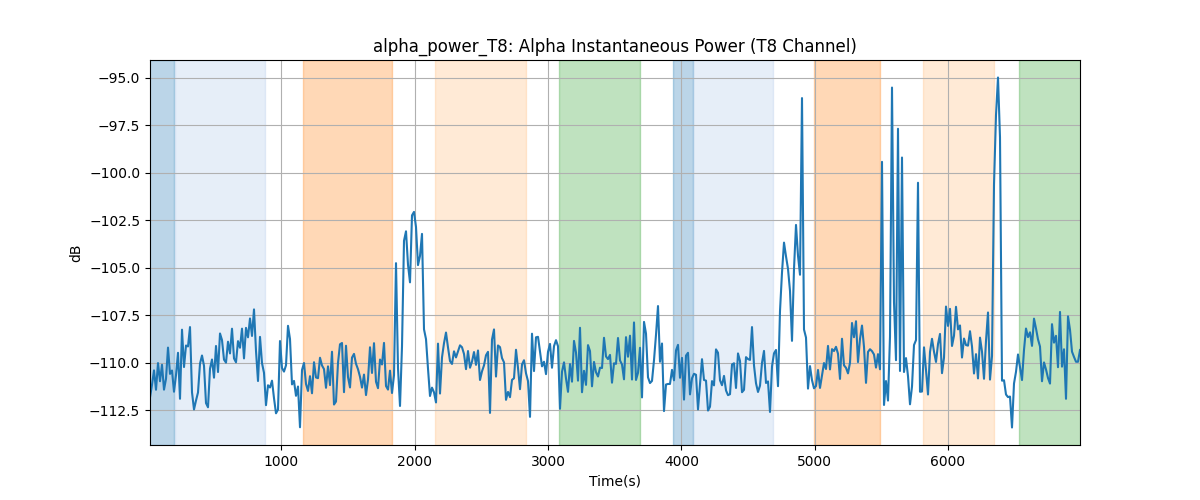 alpha_power_T8: Alpha Instantaneous Power (T8 Channel)
−95.0
−97.5
−100.0
−102.5
−105.0
−107.5
−110.0
−112.5
dB
1000 2000 3000 4000 5000 6000
Time(s)